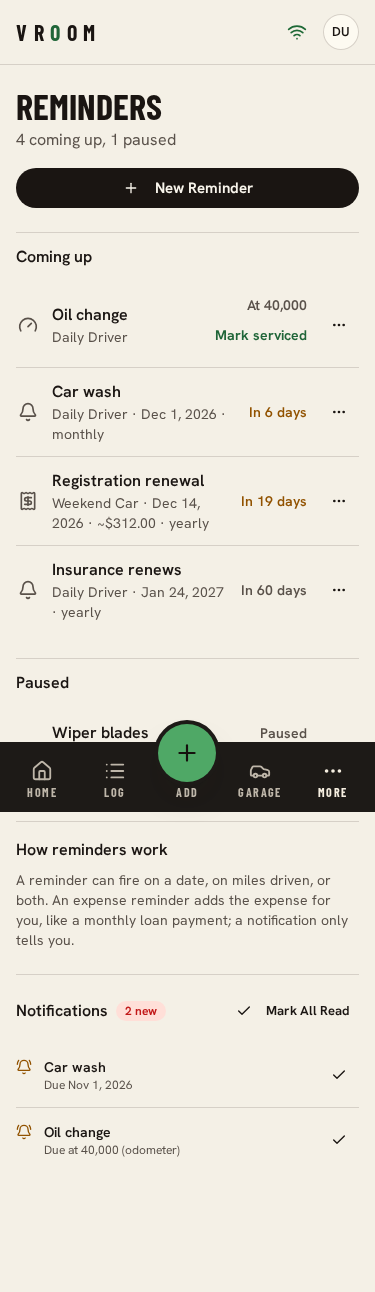 VROOM
DU
REMINDERS
4 coming up, 1 paused
New Reminder
Coming up
Oil change
Daily Driver
At 40,000
Mark serviced
Car wash
Daily Driver · Dec 1, 2026 ·
monthly
In 6 days
Registration renewal
Weekend Car · Dec 14,
2026 · ~$312.00 · yearly
In 19 days
Insurance renews
Daily Driver · Jan 24, 2027
· yearly
In 60 days
Paused
Wiper blades
Paused
HOME
LOG
ADD
GARAGE
MORE
How reminders work
A reminder can fire on a date, on miles driven, or
both. An expense reminder adds the expense for
you, like a monthly loan payment; a notification only
tells you.
Notifications
2 new
Mark All Read
Car wash
Due Nov 1, 2026
Oil change
Due at 40,000 (odometer)